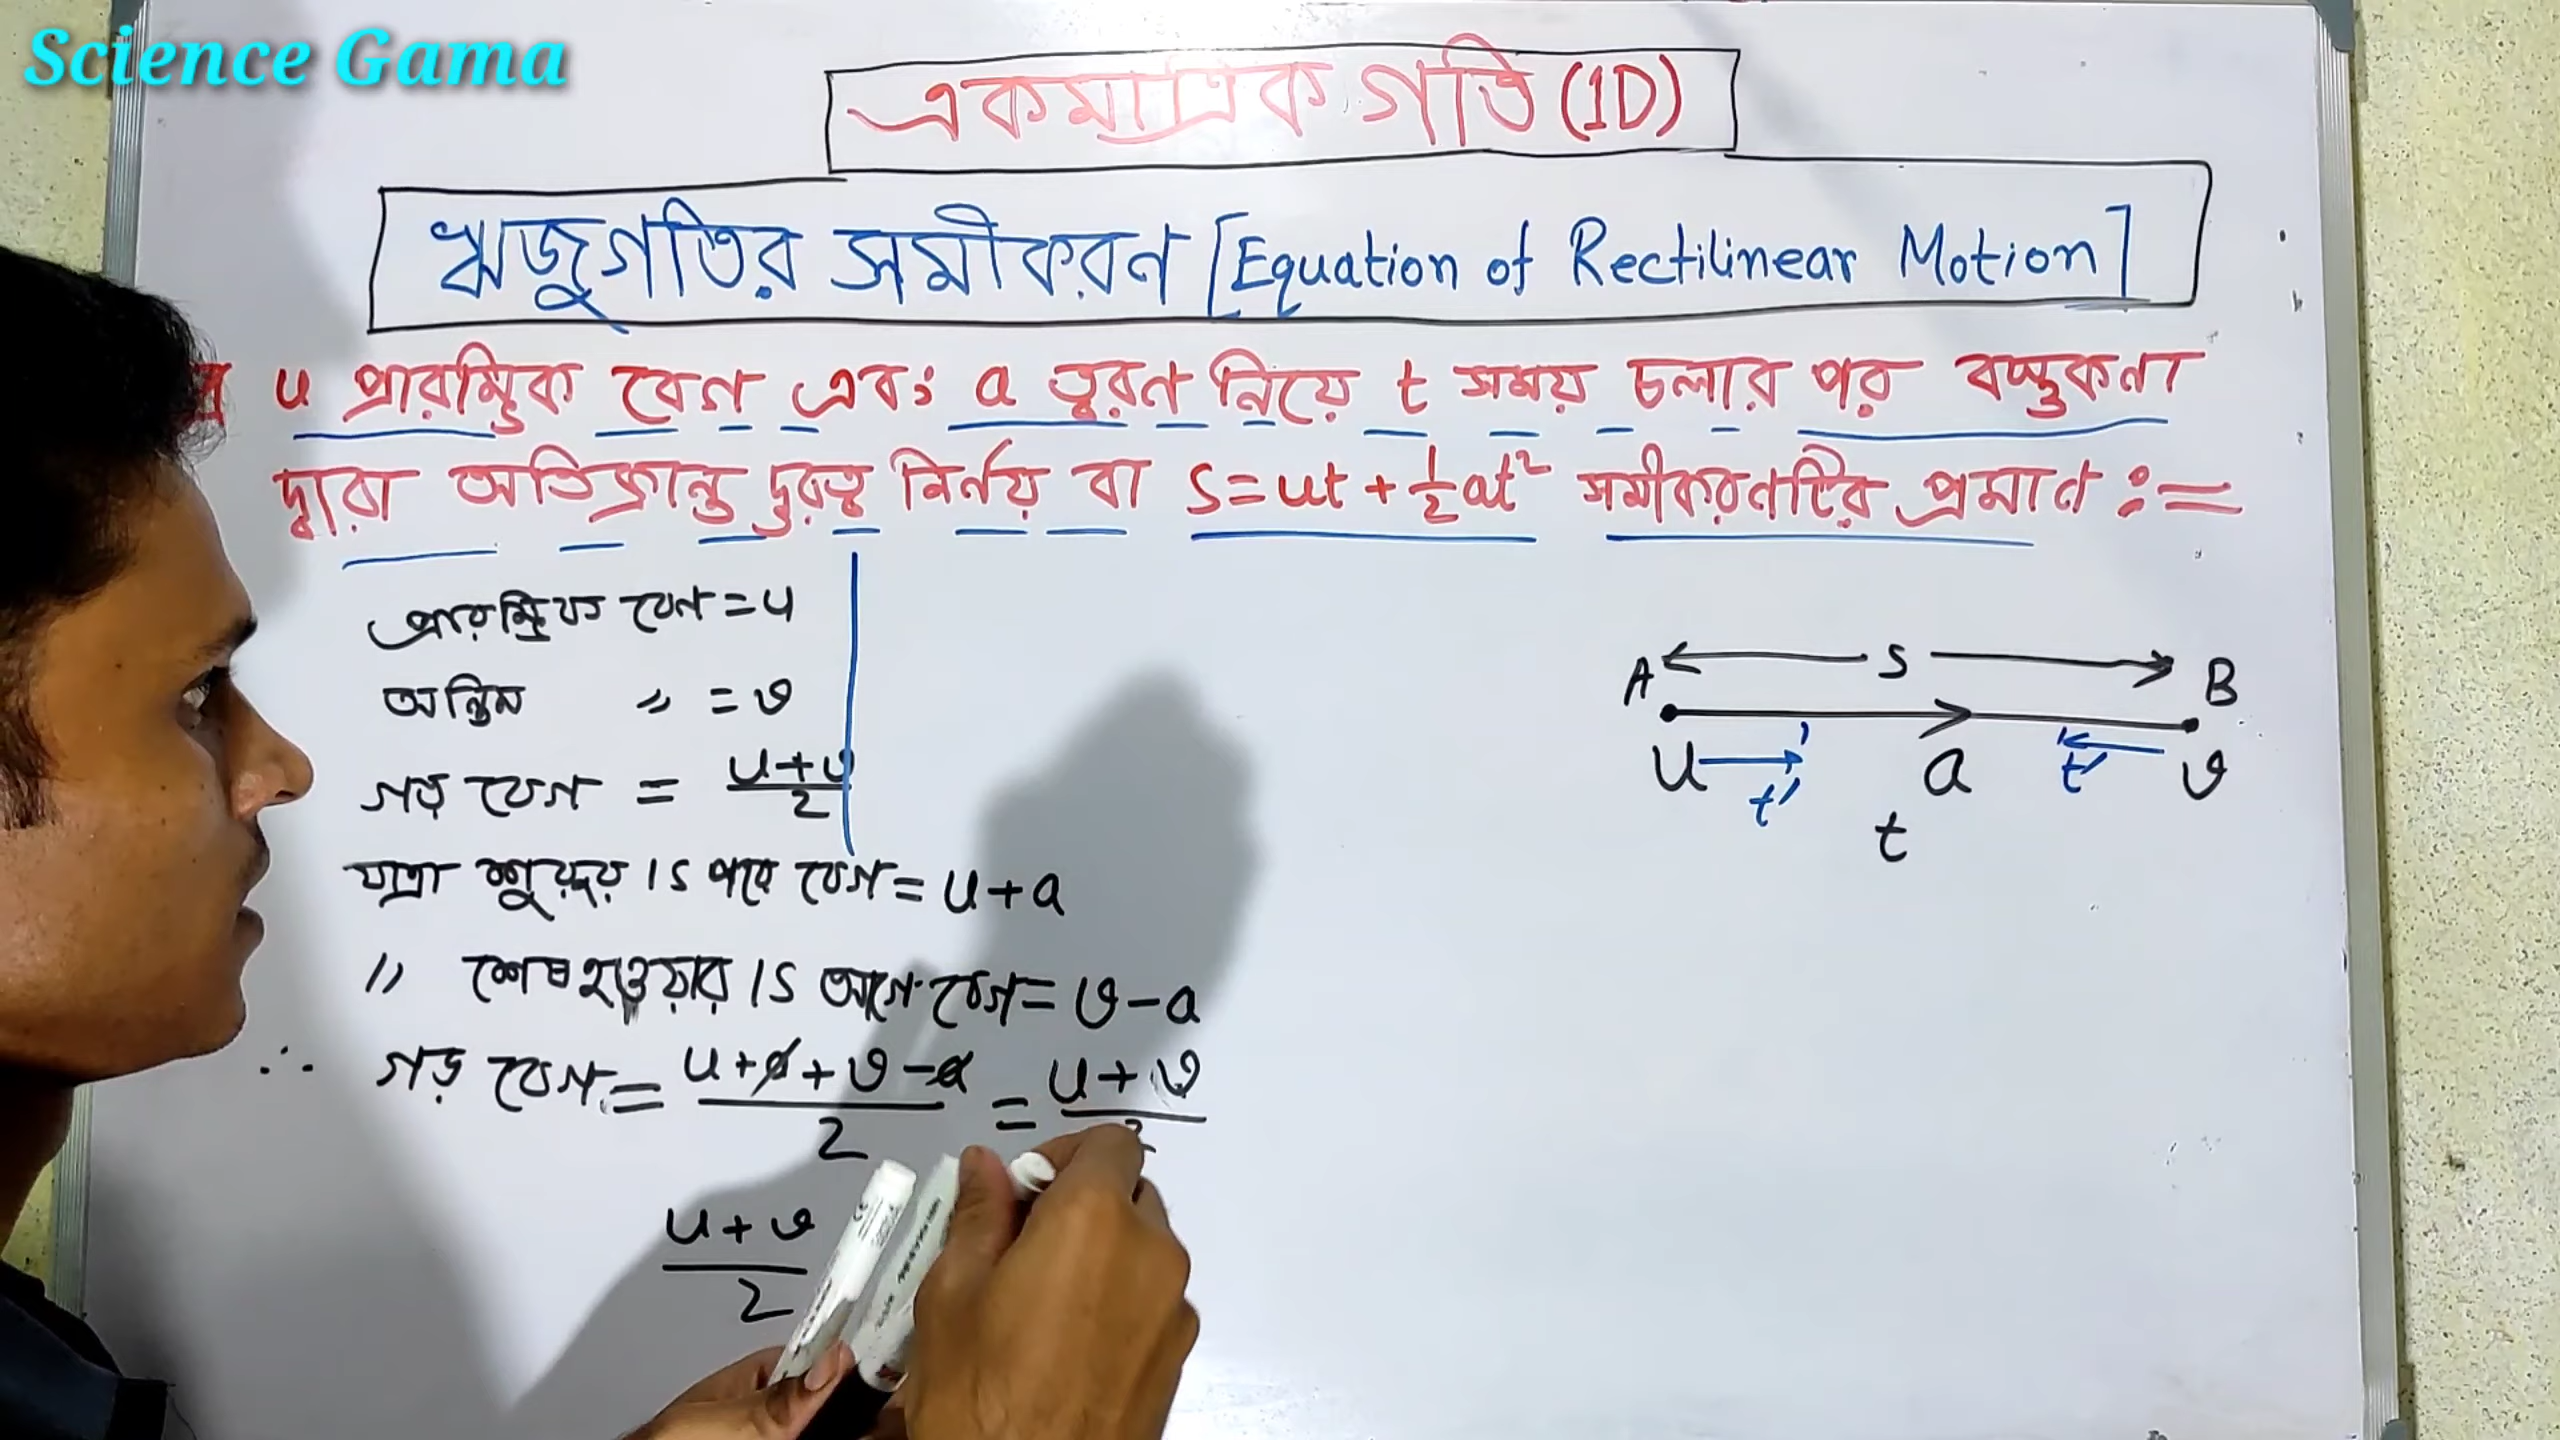 Science Gama
একমাত্রিক গতি (1D)
ঋজুগতির সমীকরণ [Equation of Rectilinear Motion]
u প্রারম্ভিক বেগ এবং a ত্বরণ নিয়ে t সময় চলার পর বস্তুকণা
দ্বারা অতিক্রান্ত দুরত্ব নির্নয় বা s=ut+½at² সমীকরণটির প্রমাণ :=
প্রারম্ভিক বেগ = u
অন্তিম " = v
গড় বেগ = (u+v)/2
যাত্রা শুরুর 1s পরে বেগ = u+a
" শেষ হওয়ার 1s আগে বেগ = v-a
∴ গড় বেগ = (u+a+v-a)/2 = (u+v)/2
(u+v)/2
A S B
u t' a t' v
t